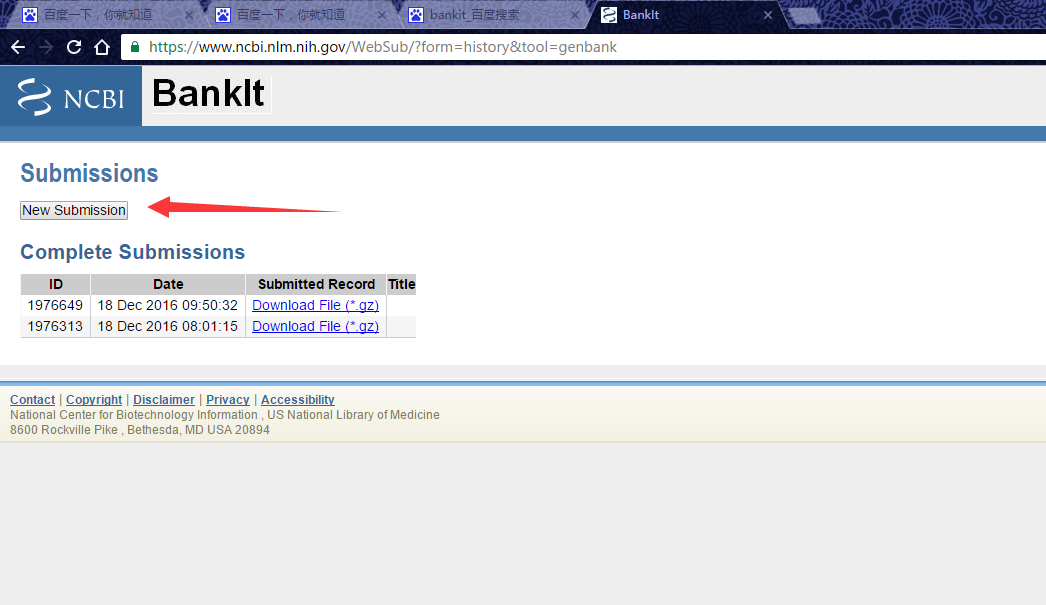 百度一下，你就知道
百度一下，你就知道
bankIt_百度搜索
BankIt
https://www.ncbi.nlm.nih.gov/WebSub/?form=history&tool=genbank
NCBI
BankIt
Submissions
New Submission
Complete Submissions
ID Date Submitted Record Title
1976649 18 Dec 2016 09:50:32 Download File (*.gz)
1976313 18 Dec 2016 08:01:15 Download File (*.gz)
Contact | Copyright | Disclaimer | Privacy | Accessibility
National Center for Biotechnology Information , US National Library of Medicine
8600 Rockville Pike , Bethesda, MD USA 20894